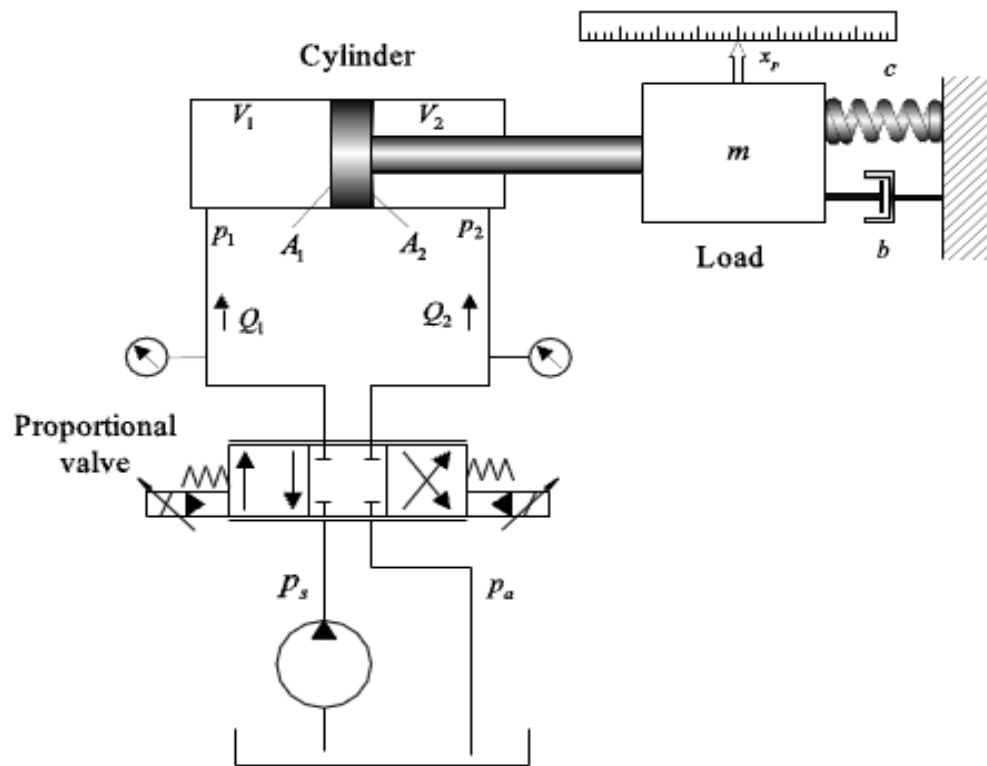 Cylinder
x_p
c
V_1
V_2
m
p_1
A_1
A_2
p_2
Load
b
Q_1
Q_2
Proportional
valve
p_s
p_a